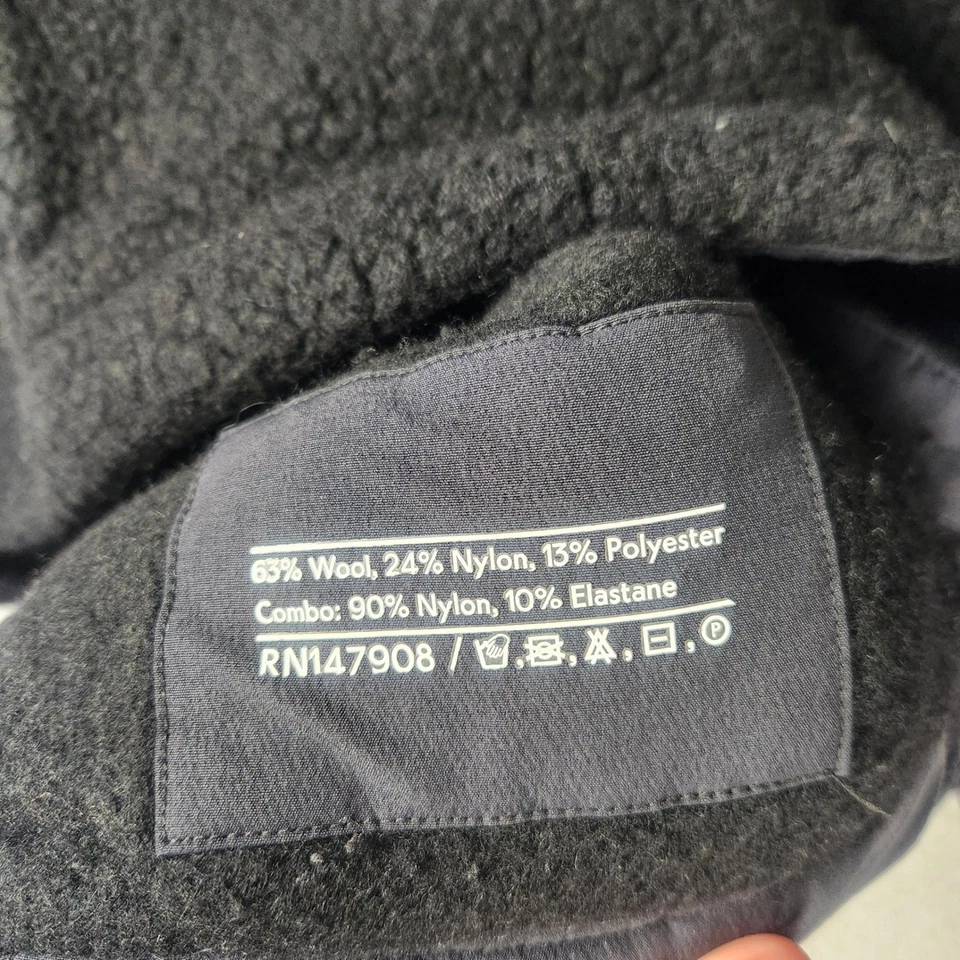 63% Wool, 24% Nylon, 13% Polyester
Combo: 90% Nylon, 10% Elastane
RN147908 / , , , , P